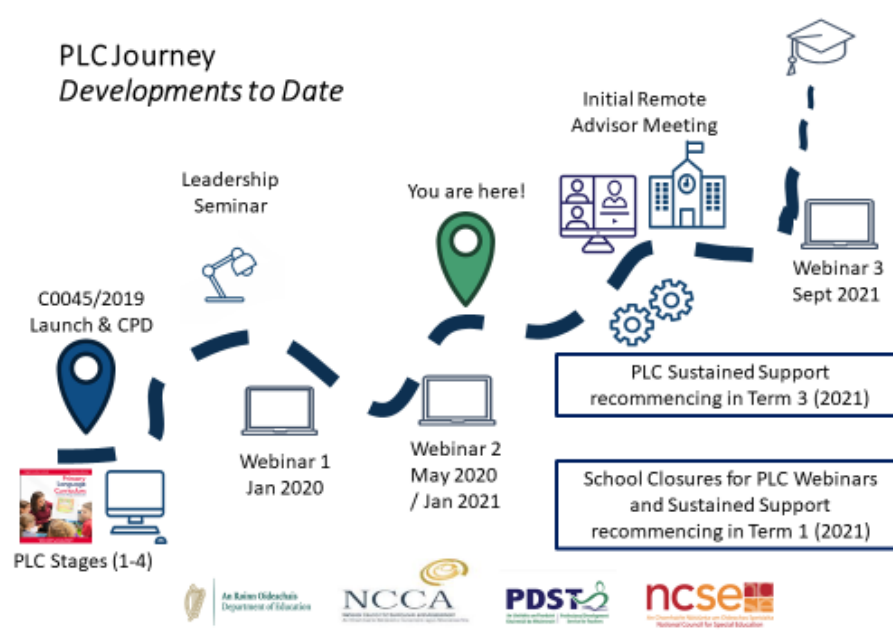 PLC Journey
Developments to Date
Initial Remote
Advisor Meeting
Leadership
Seminar
You are here!
C0045/2019
Launch & CPD
Webinar 3
Sept 2021
PLC Sustained Support
recommencing in Term 3 (2021)
Webinar 1
Jan 2020
Webinar 2
May 2020
/ Jan 2021
School Closures for PLC Webinars
and Sustained Support
recommencing in Term 1 (2021)
Primary
Language
Curriculum
PLC Stages (1-4)
An Roinn Oideachais
Department of Education
NCCA
PDST
ncse
National Council for Special Education